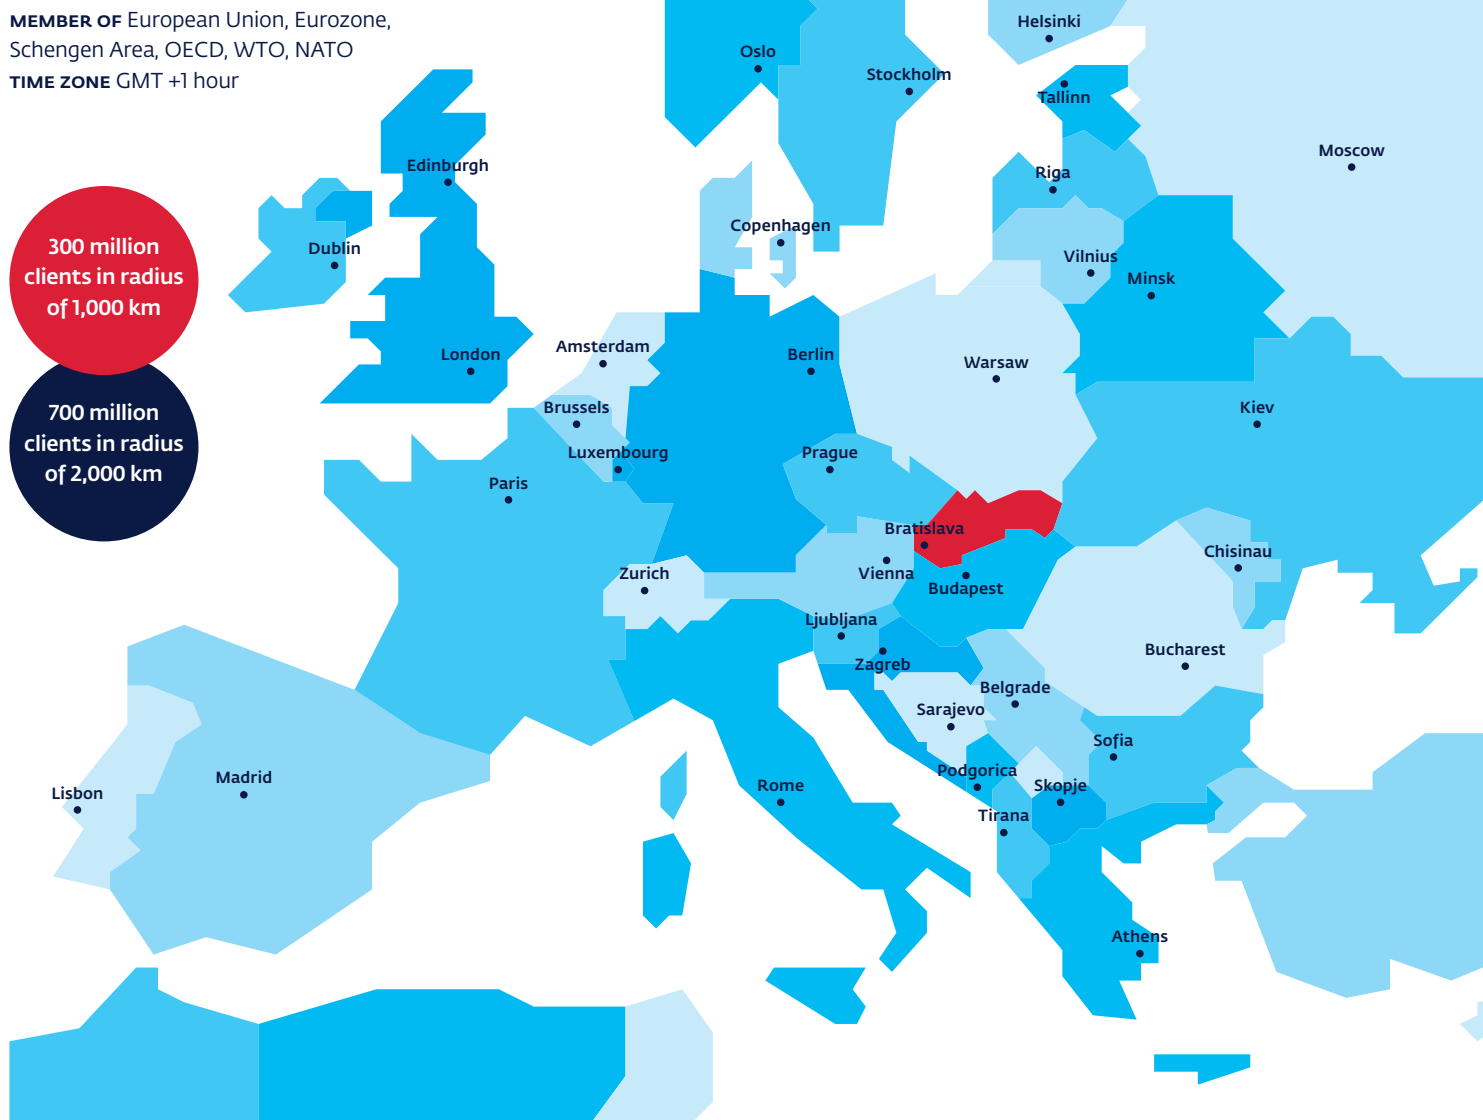 MEMBER OF European Union, Eurozone,
Schengen Area, OECD, WTO, NATO
TIME ZONE GMT +1 hour
300 million
clients in radius
of 1,000 km
700 million
clients in radius
of 2,000 km
Helsinki
Oslo
Stockholm
Tallinn
Moscow
Edinburgh
Riga
Copenhagen
Dublin
Vilnius
Minsk
Amsterdam
London
Berlin
Warsaw
Brussels
Kiev
Luxembourg
Prague
Paris
Bratislava
Chisinau
Zurich
Vienna
Budapest
Ljubljana
Bucharest
Zagreb
Belgrade
Sarajevo
Sofia
Podgorica
Madrid
Rome
Skopje
Lisbon
Tirana
Athens